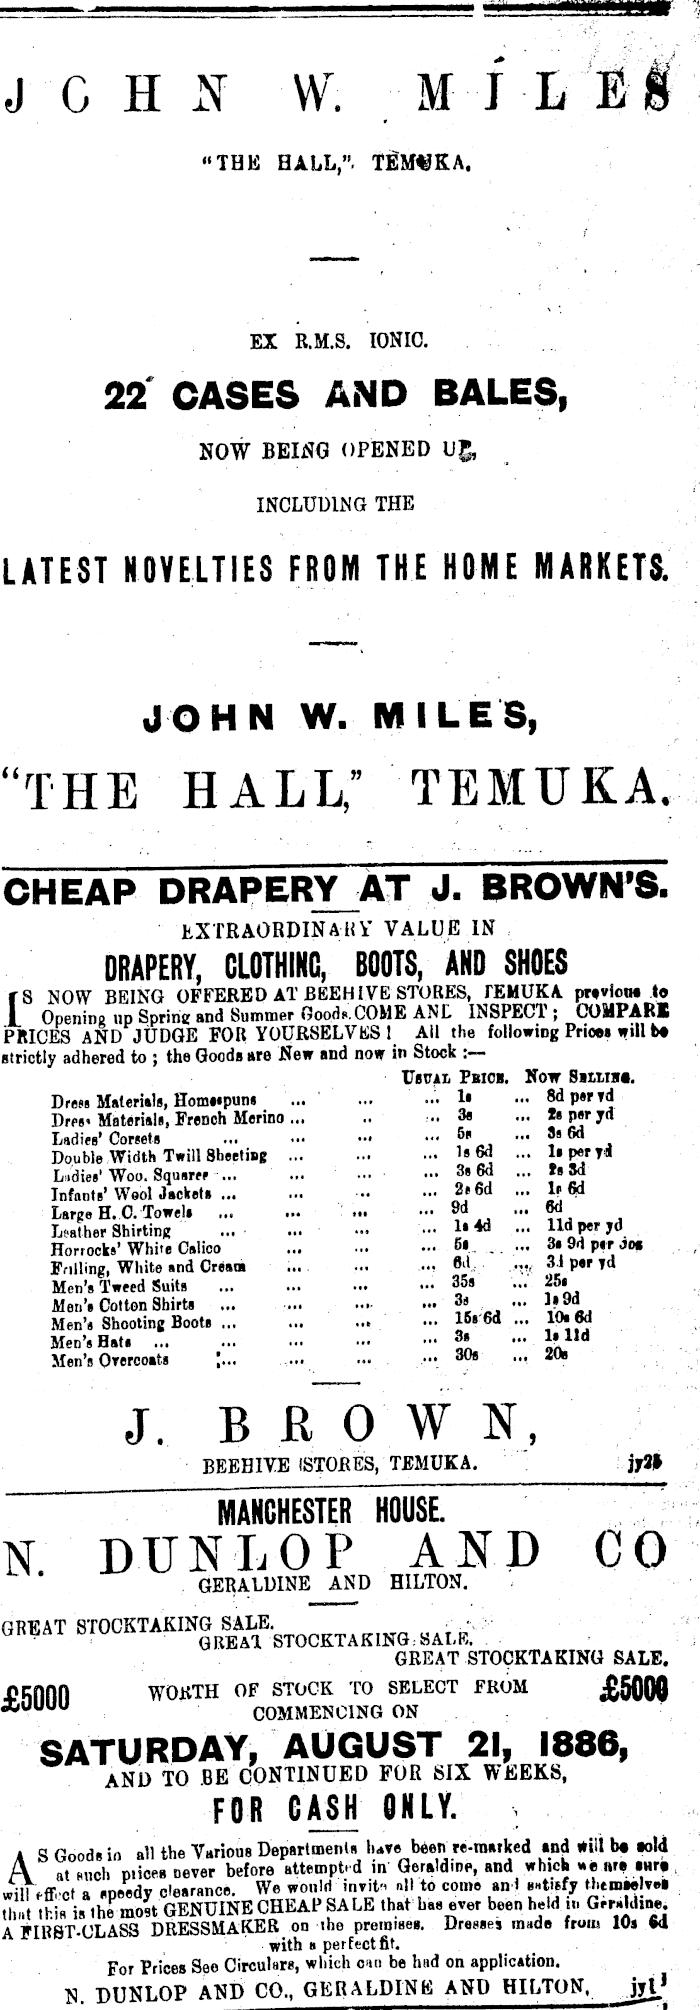 JOHN W. MILES
"THE HALL,", TEMUKA.
EX R.M.S. IONIC.
22 CASES AND BALES,
NOW BEING OPENED UP,
INCLUDING THE
LATEST NOVELTIES FROM THE HOME MARKETS.
JOHN W. MILES,
"THE HALL," TEMUKA.
CHEAP DRAPERY AT J. BROWN'S.
EXTRAORDINARY VALUE IN
DRAPERY, CLOTHING, BOOTS, AND SHOES
IS NOW BEING OFFERED AT BEEHIVE STORES, TEMUKA previous to
Opening up Spring and Summer Goods. COME AND INSPECT; COMPARE
PRICES AND JUDGE FOR YOURSELVES! All the following Prices will be
strictly adhered to; the Goods are New and now in Stock :—
USUAL PRICE. NOW SELLING.
Dress Materials, Homespuns ... ... ... 1s ... 8d per yd
Dress Materials, French Merino ... .. ... 3s ... 2s per yd
Ladies' Corsets ... ... ... ... 5s ... 3s 6d
Double Width Twill Sheeting ... ... ... 1s 6d ... 1s per yd
Ladies' Woo. Squares ... ... ... ... 3s 6d ... 2s 3d
Infants' Wool Jackets ... ... .. ... 2s 6d ... 1s 6d
Large H. C. Towels ... ... ... ... 9d ... 6d
Leather Shirting ... ... ... ... 1s 4d ... 11d per yd
Horrocks' White Calico ... ... ... 5s ... 3s 9d per doz
Frilling, White and Cream ... ... ... 6d ... 3d per yd
Men's Tweed Suits ... ... ... ... 35s ... 25s
Men's Cotton Shirts ... ... ... ... 3s ... 1s 9d
Men's Shooting Boots ... ... ... ... 15s 6d ... 10s 6d
Men's Hats ... ... ... ... ... 3s ... 1s 11d
Men's Overcoats ... ... ... ... 30s ... 20s
J. BROWN,
BEEHIVE STORES, TEMUKA. jy25
MANCHESTER HOUSE.
N. DUNLOP AND CO
GERALDINE AND HILTON.
GREAT STOCKTAKING SALE.
GREAT STOCKTAKING SALE.
GREAT STOCKTAKING SALE.
£5000 WORTH OF STOCK TO SELECT FROM £5000
COMMENCING ON
SATURDAY, AUGUST 21, 1886,
AND TO BE CONTINUED FOR SIX WEEKS,
FOR CASH ONLY.
AS Goods in all the Various Departments have been re-marked and will be sold
at such prices never before attempted in Geraldine, and which we are sure
will effect a speedy clearance. We would invite all to come and satisfy themselves
that this is the most GENUINE CHEAP SALE that has ever been held in Geraldine.
A FIRST-CLASS DRESSMAKER on the premises. Dresses made from 10s 6d
with a perfect fit.
For Prices See Circulars, which can be had on application.
N. DUNLOP AND CO., GERALDINE AND HILTON.